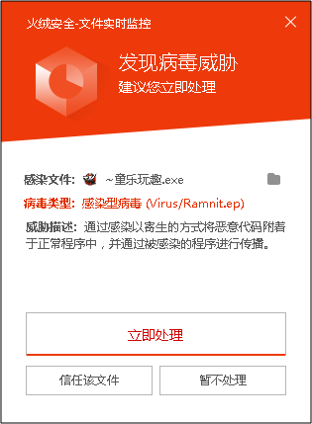 火绒安全-文件实时监控
发现病毒威胁
建议您立即处理
感染文件: ~童乐玩趣.exe
病毒类型: 感染型病毒 (Virus/Ramnit.ep)
威胁描述: 通过感染以寄生的方式将恶意代码附着
于正常程序中，并通过被感染的程序进行传播。
立即处理
信任该文件
暂不处理